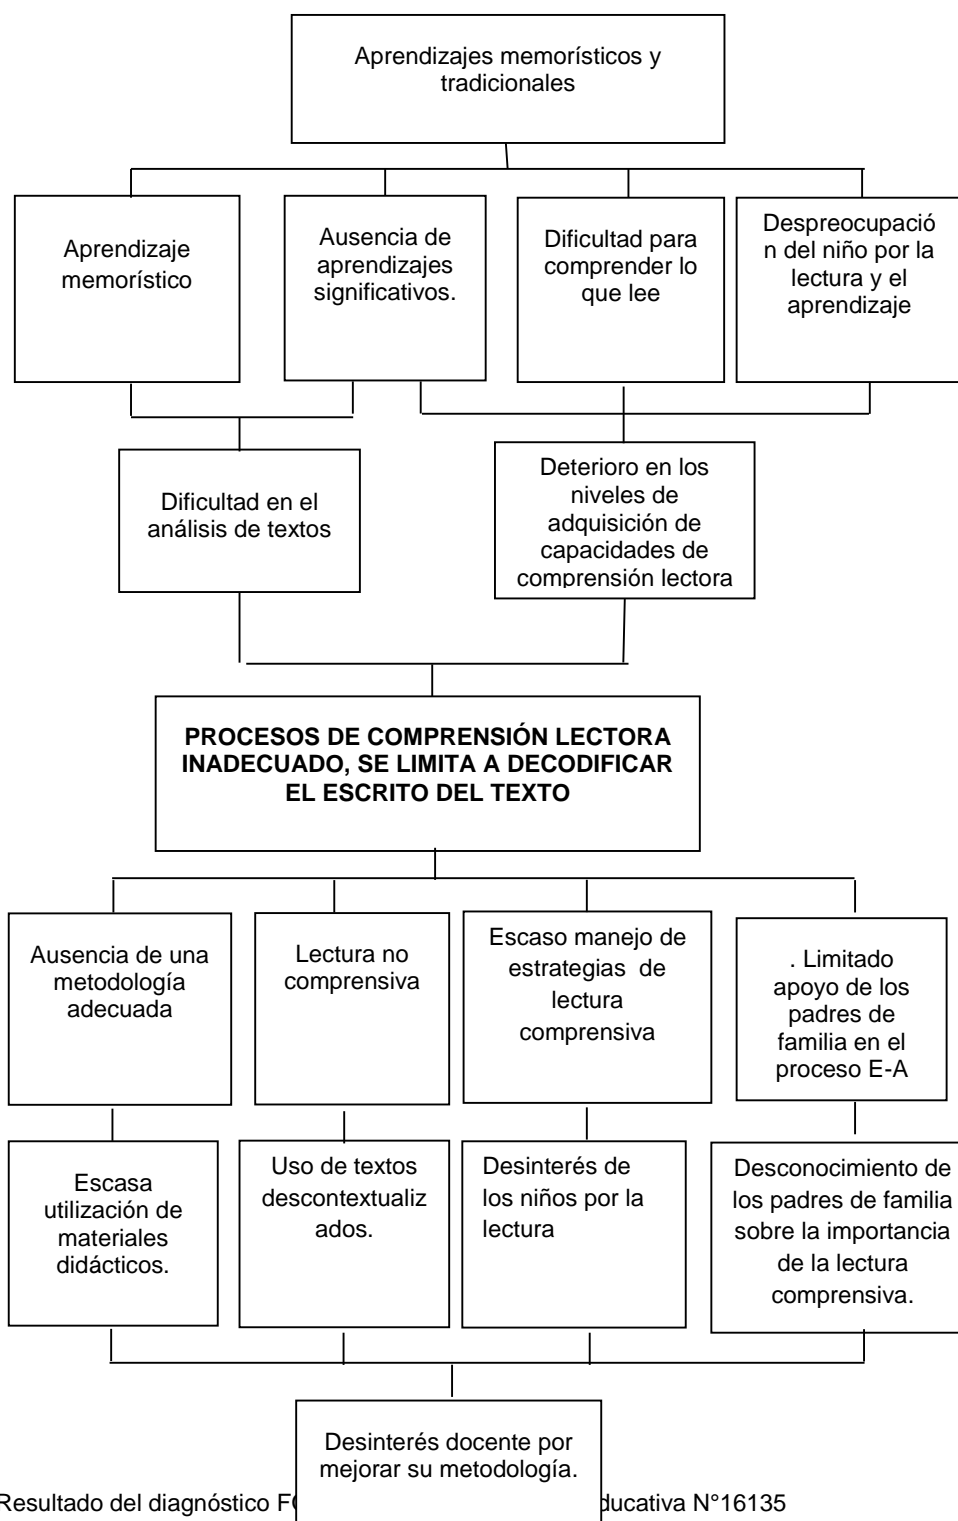 Aprendizajes memorísticos y
tradicionales
Aprendizaje
memorístico
Ausencia de
aprendizajes
significativos.
Dificultad para
comprender lo
que lee
Despreocupació
n del niño por la
lectura y el
aprendizaje
Dificultad en el
análisis de textos
Deterioro en los
niveles de
adquisición de
capacidades de
comprensión lectora
PROCESOS DE COMPRENSIÓN LECTORA
INADECUADO, SE LIMITA A DECODIFICAR
EL ESCRITO DEL TEXTO
Ausencia de una
metodología
adecuada
Lectura no
comprensiva
Escaso manejo de
estrategias  de
lectura
comprensiva
. Limitado
apoyo de los
padres de
familia en el
proceso E-A
Escasa
utilización de
materiales
didácticos.
Uso de textos
descontextualiz
ados.
Desinterés de
los niños por la
lectura
Desconocimiento de
los padres de familia
sobre la importancia
de la lectura
comprensiva.
Desinterés docente por
mejorar su metodología.
Resultado del diagnóstico ducativa N°16135